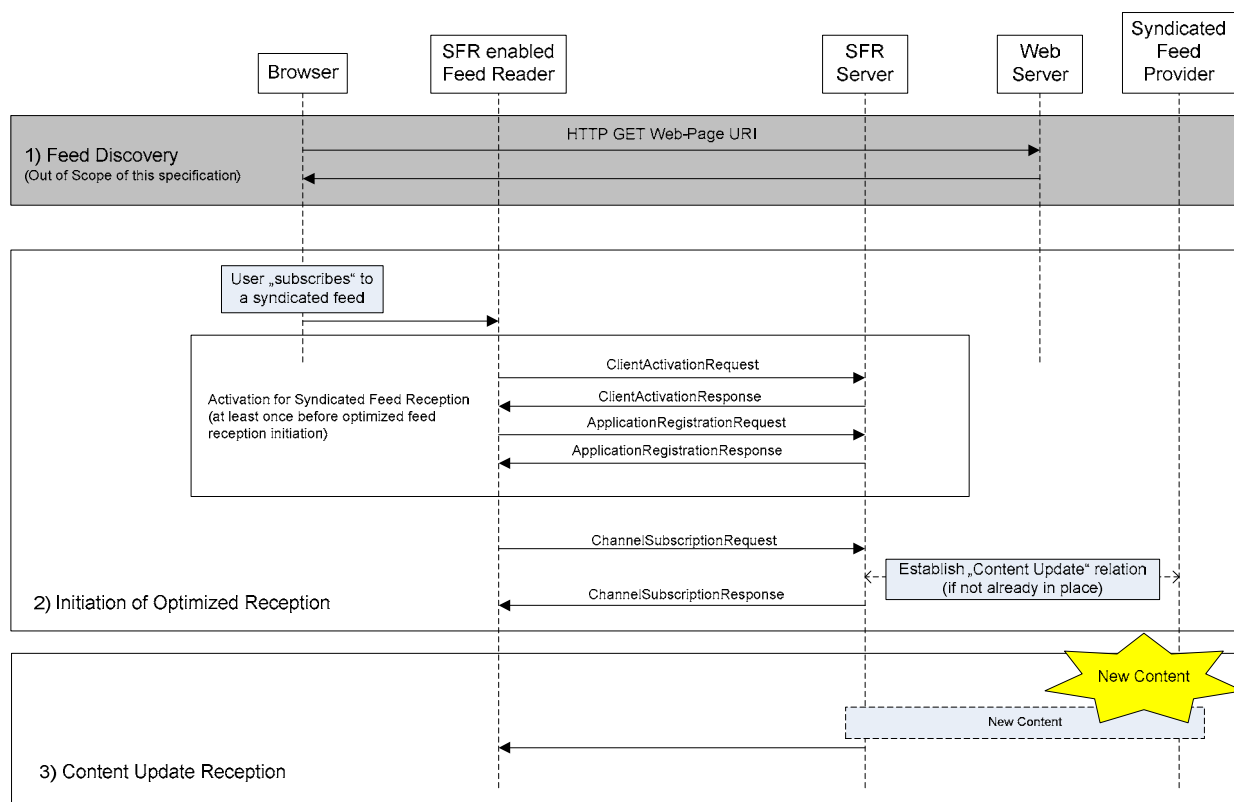 Browser
SFR enabled
Feed Reader
SFR
Server
Web
Server
Syndicated
Feed
Provider
HTTP GET Web-Page URI
1) Feed Discovery
(Out of Scope of this specification)
User „subscribes“ to
a syndicated feed
ClientActivationRequest
ClientActivationResponse
Activation for Syndicated Feed Reception
(at least once before optimized feed
reception initiation)
ApplicationRegistrationRequest
ApplicationRegistrationResponse
ChannelSubscriptionRequest
Establish „Content Update“ relation
(if not already in place)
ChannelSubscriptionResponse
2) Initiation of Optimized Reception
New Content
New Content
3) Content Update Reception